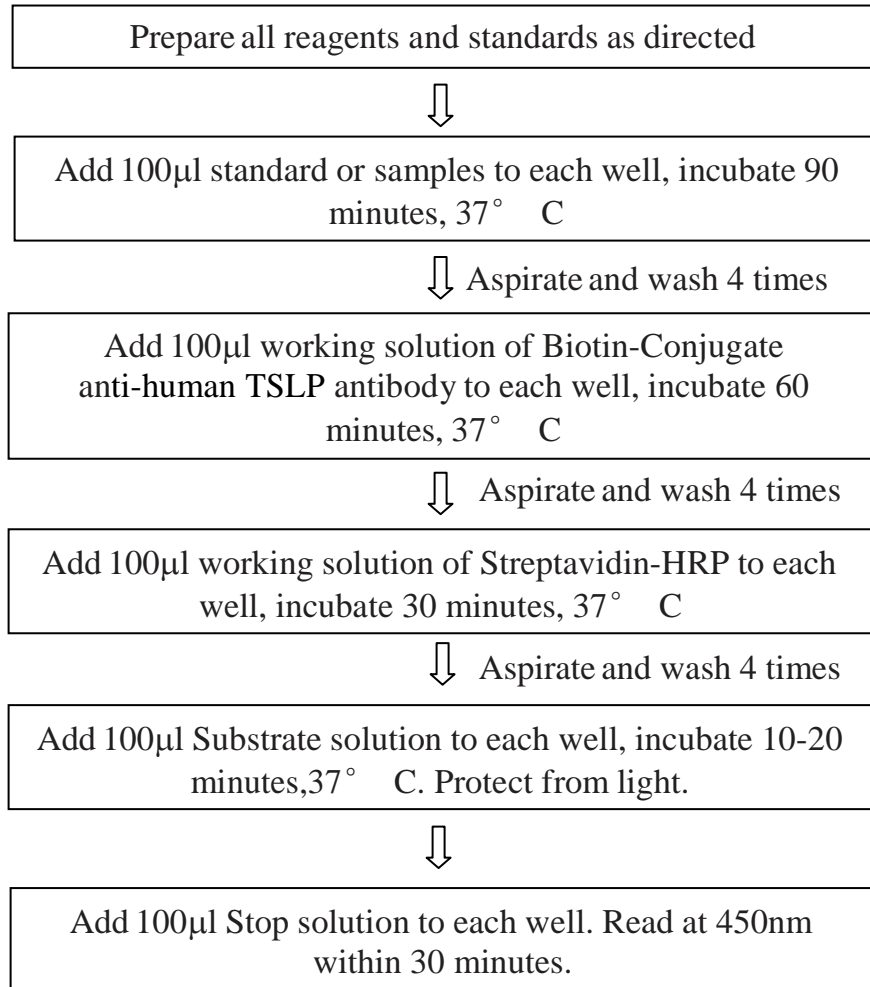 Prepare all reagents and standards as directed
Add 100μl standard or samples to each well, incubate 90
minutes, 37° C
Aspirate and wash 4 times
Add 100μl working solution of Biotin-Conjugate
anti-human TSLP antibody to each well, incubate 60
minutes, 37° C
Aspirate and wash 4 times
Add 100μl working solution of Streptavidin-HRP to each
well, incubate 30 minutes, 37° C
Aspirate and wash 4 times
Add 100μl Substrate solution to each well, incubate 10-20
minutes,37° C. Protect from light.
Add 100μl Stop solution to each well. Read at 450nm
within 30 minutes.